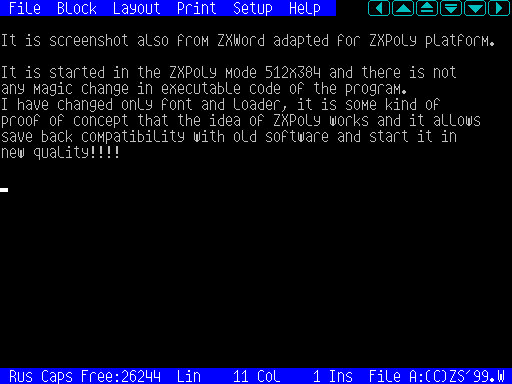 File Block Layout Print Setup Help
It is screenshot also from ZXWord adapted for ZXPoly platform.
It is started in the ZXPoly mode 512x384 and there is not
any magic change in executable code of the program.
I have changed only font and loader, it is some kind of
proof of concept that the idea of ZXPoly works and it allows
save back compatibility with old software and start it in
new quality!!!!
Rus Caps Free:26244 Lin 11 Col 1 Ins File A:(C)ZS'99.W